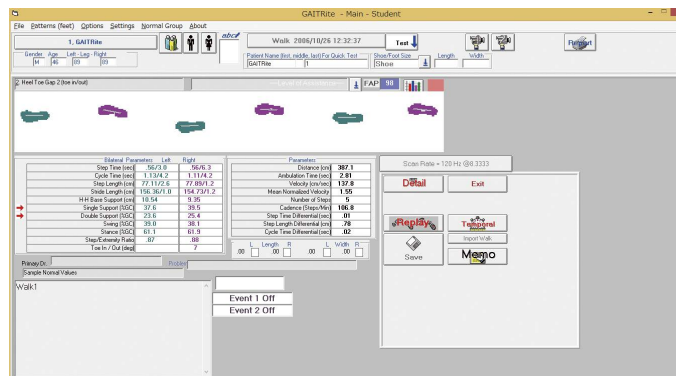 GAITRite - Main - Student
File Patterns (feet) Options Settings Normal Group About
1, GAITRite
abcd
Walk 2006/10/26 12:32:37
Test
Report
Gender Age Left - Leg - Right
M 46 89 89
Patient Name (first, middle, last) For Quick Test
Shoe/Foot Size
Length Width
GAITRite 1 Shoe
2. Heel Toe Gap 2 (toe in/out)
FAP 98
Bilateral Parameters Left Right
Step Time (sec) .56/3.0 .56/6.3
Cycle Time (sec) 1.13/4.2 1.11/4.2
Step Length (cm) 77.11/2.6 77.89/1.2
Stride Length (cm) 156.36/1.0 154.73/1.2
H-H Base Support (cm) 10.54 9.35
Single Support (%GC) 37.6 39.5
Double Support (%GC) 23.6 25.4
Swing (%GC) 39.0 38.1
Stance (%GC) 61.1 61.9
Step/Extremity Ratio .87 .88
Toe In / Out (deg) 7
Parameters
Distance (cm) 387.1
Ambulation Time (sec) 2.81
Velocity (cm/sec) 137.8
Mean Normalized Velocity 1.55
Number of Steps 5
Cadence (Steps/Min) 106.8
Step Time Differential (sec) .01
Step Length Differential (cm) .78
Cycle Time Differential (sec) .02
L Length R L Width R
.00 .00 .00 .00
Scan Rate = 120 Hz @8.3333
Detail
Exit
Replay
Temporal
Import Walk
Save
Memo
Primary Dr.
Problem
Sample Normal Values
Walk1
Event 1 Off
Event 2 Off